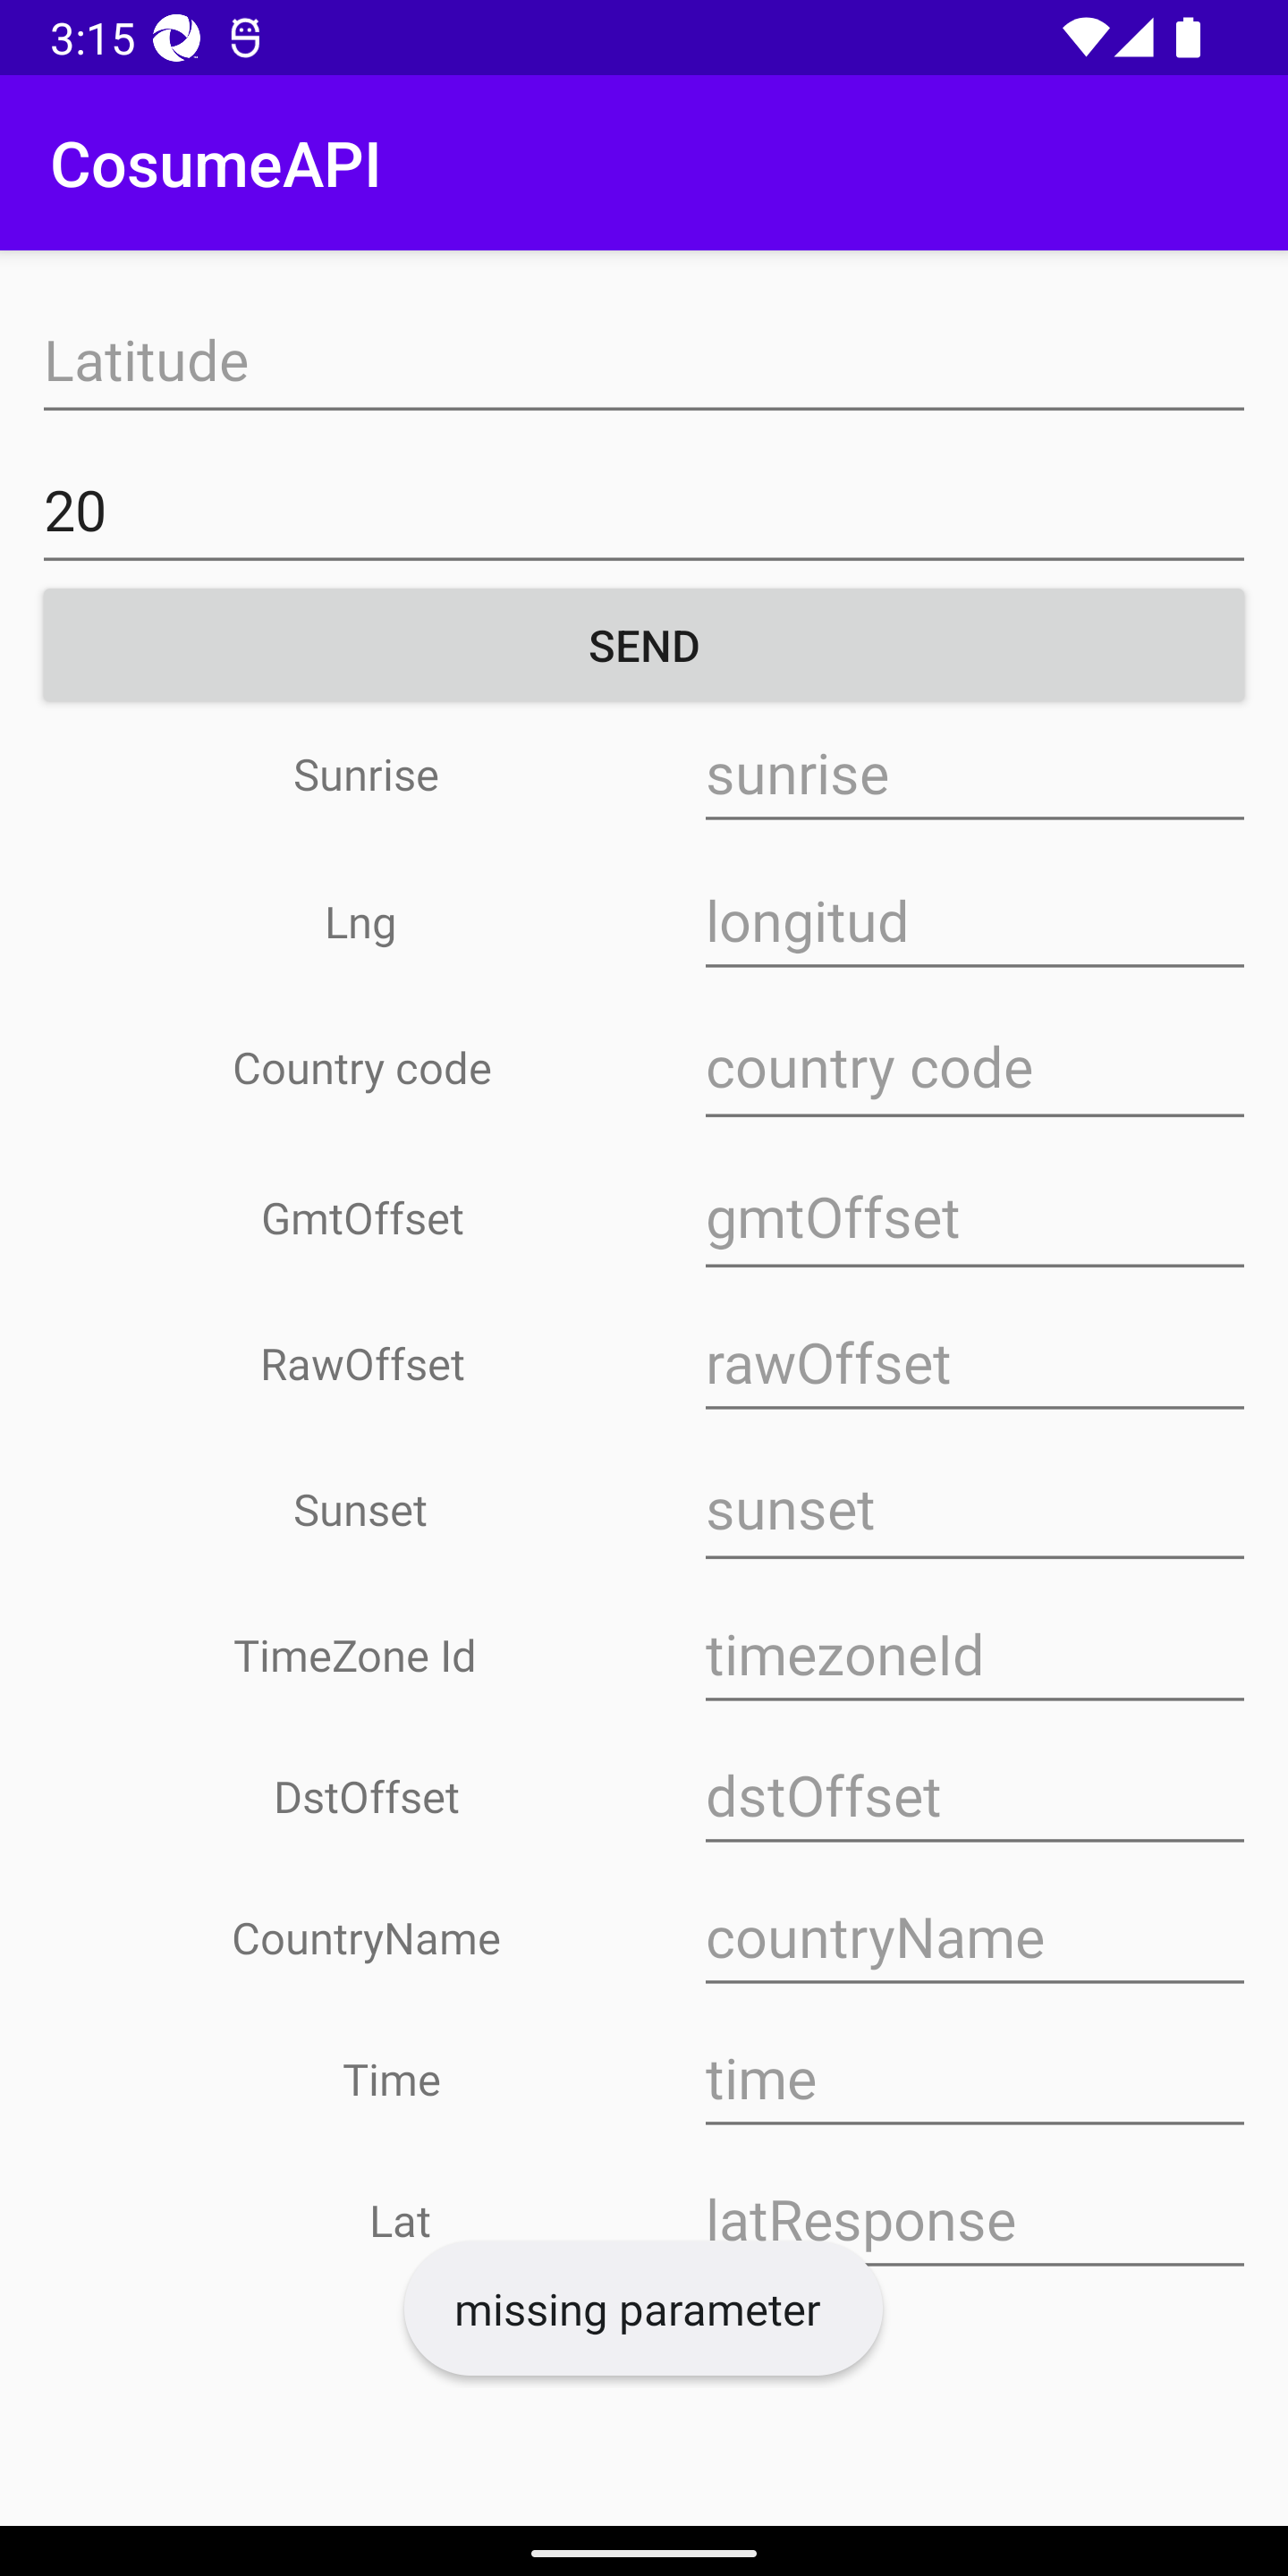 3:15
CosumeAPI
Latitude
20
SEND
Sunrise sunrise
Lng longitud
Country code country code
GmtOffset gmtOffset
RawOffset rawOffset
Sunset sunset
TimeZone Id timezoneId
DstOffset dstOffset
CountryName countryName
Time time
Lat latResponse
missing parameter